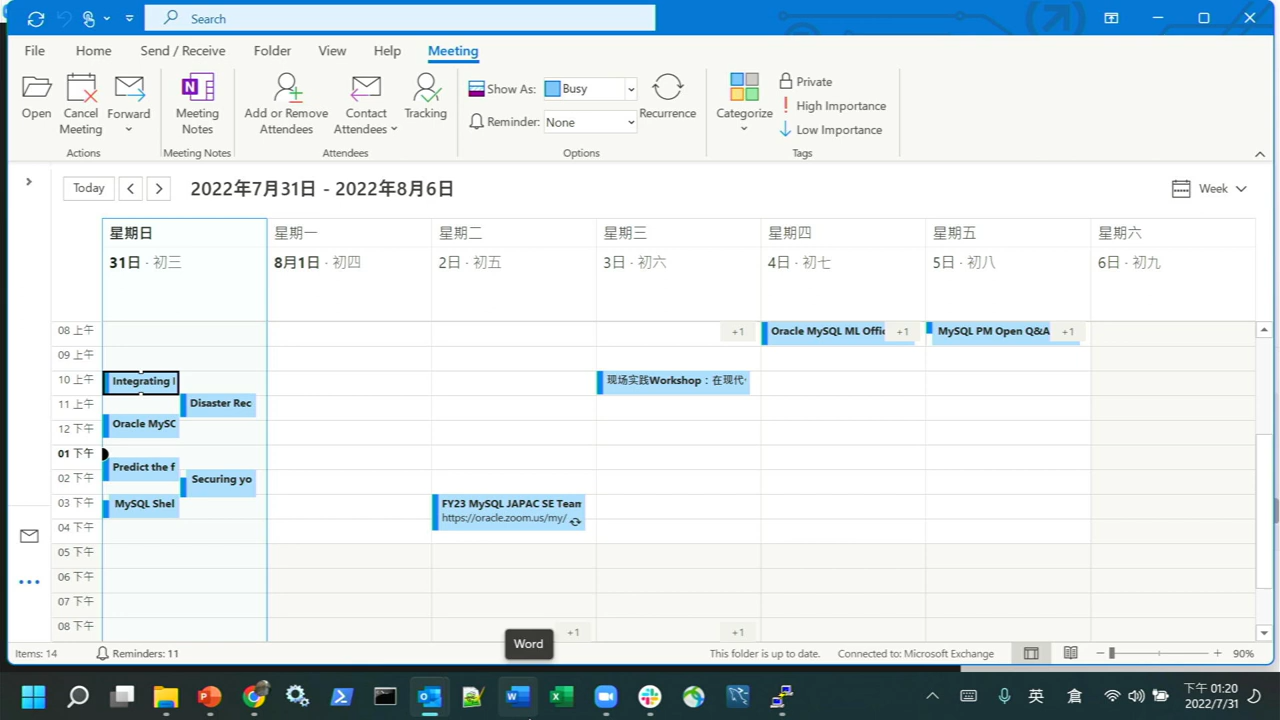 Search
File Home Send / Receive Folder View Help Meeting
Open
Cancel
Meeting
Forward
Actions
Meeting
Notes
Meeting Notes
Add or Remove
Attendees
Contact
Attendees
Tracking
Attendees
Show As: Busy
Reminder: None
Recurrence
Options
Categorize
Private
High Importance
Low Importance
Tags
Today
2022年7月31日 - 2022年8月6日
Week
星期日 星期一 星期二 星期三 星期四 星期五 星期六
31日 · 初三 8月1日 · 初四 2日 · 初五 3日 · 初六 4日 · 初七 5日 · 初八 6日 · 初九
08 上午 +1 Oracle MySQL ML Offic +1 MySQL PM Open Q&A +1
09 上午
10 上午 Integrating 现场实践Workshop：在现代
11 上午 Disaster Rec
12 下午 Oracle MySC
01 下午
Predict the f
02 下午 Securing yo
03 下午 MySQL Shel FY23 MySQL JAPAC SE Team
https://oracle.zoom.us/my/
04 下午
05 下午
06 下午
07 下午
08 下午 +1 +1
Word
Items: 14 Reminders: 11 This folder is up to date. Connected to: Microsoft Exchange 90%
英 倉 下午 01:20
2022/7/31